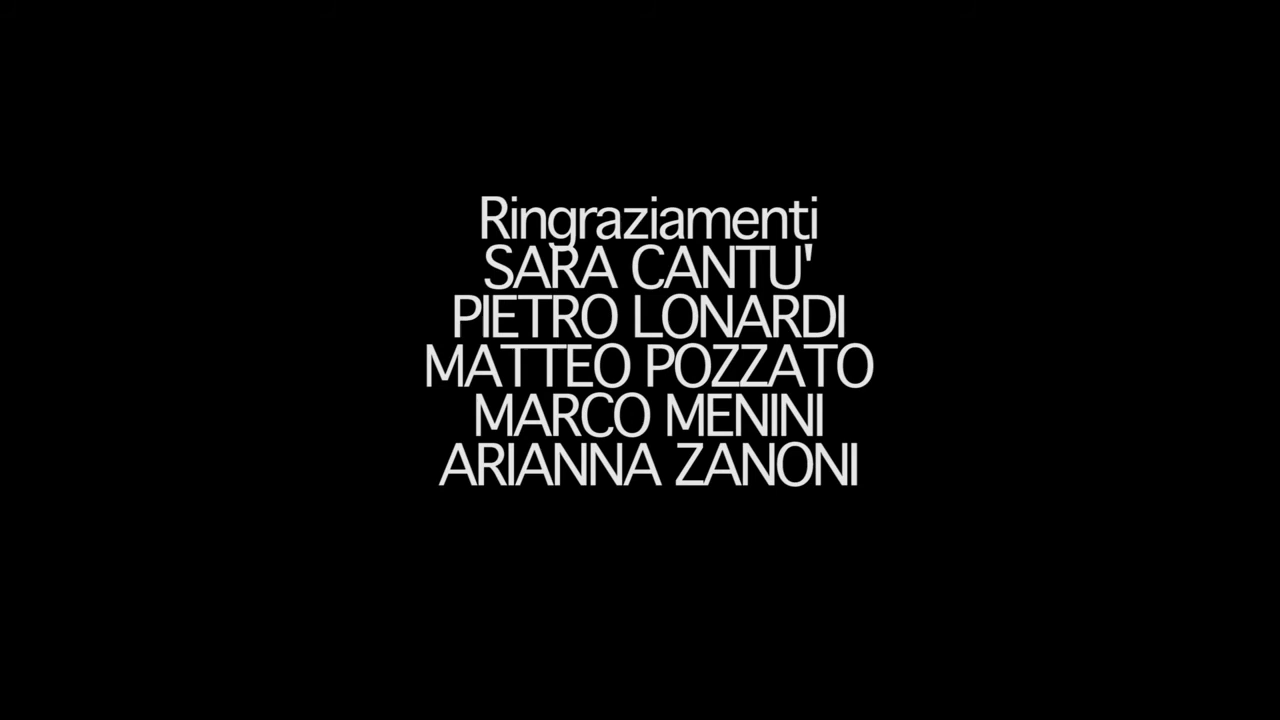 Ringraziamenti
SARA CANTU'
PIETRO LONARDI
MATTEO POZZATO
MARCO MENINI
ARIANNA ZANONI